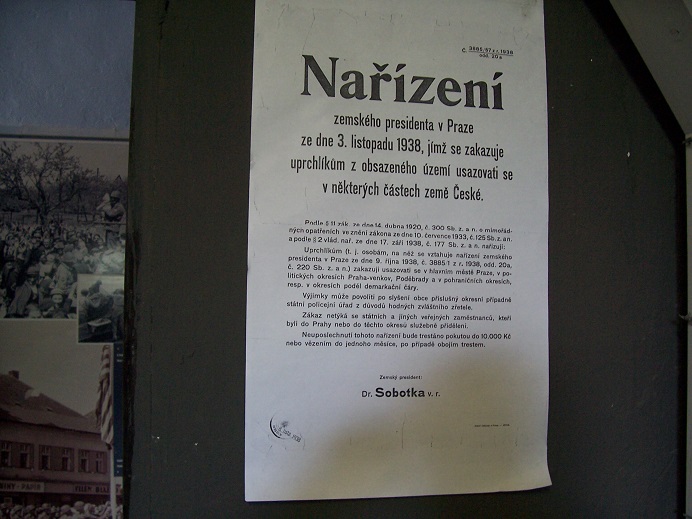 č. 3885/57 z r. 1938
odd. 20a
Nařízení
zemského presidenta v Praze
ze dne 3. listopadu 1938, jímž se zakazuje
uprchlíkům z obsazeného území usazovati se
v některých částech země České.
Podle § 11 zák. ze dne 14. dubna 1920, č. 300 Sb. z. a n. o mimořád-
ných opatřeních ve znění zákona ze dne 10. července 1933, č. 125 Sb. z. a n.
a podle § 2 vlád. nař. ze dne 17. září 1938, č. 177 Sb. z. a n. nařizuji:
Uprchlíkům (t. j. osobám, na něž se vztahuje nařízení zemského
presidenta v Praze ze dne 9. října 1938, č. 3885/1 z r. 1938, odd. 20a,
č. 220 Sb. z. a n.) zakazuji usazovati se v hlavním městě Praze, v po-
litických okresích Praha-venkov, Poděbrady a v pohraničních okresích,
resp. v okresích podél demarkační čáry.
Výjimky může povoliti po slyšení obce příslušný okresní případně
státní policejní úřad z důvodů hodných zvláštního zřetele.
Zákaz netýká se státních a jiných veřejných zaměstnanců, kteří
byli do Prahy nebo do těchto okresů služebně přiděleni.
Neuposlechnutí tohoto nařízení bude trestáno pokutou do 10.000 Kč
nebo vězením do jednoho měsíce, po případě obojím trestem.
Zemský president:
Dr. Sobotka v. r.